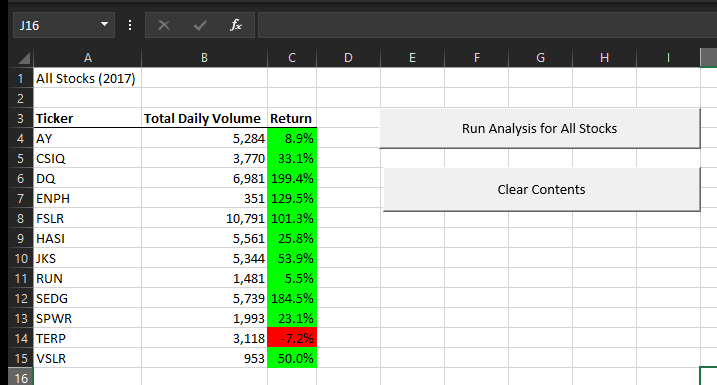 J16 fx
A B C D E F G H I
1 All Stocks (2017)
2
3 Ticker Total Daily Volume Return
4 AY 5,284 8.9%
5 CSIQ 3,770 33.1%
6 DQ 6,981 199.4%
7 ENPH 351 129.5%
8 FSLR 10,791 101.3%
9 HASI 5,561 25.8%
10 JKS 5,344 53.9%
11 RUN 1,481 5.5%
12 SEDG 5,739 184.5%
13 SPWR 1,993 23.1%
14 TERP 3,118 -7.2%
15 VSLR 953 50.0%
16
Run Analysis for All Stocks
Clear Contents